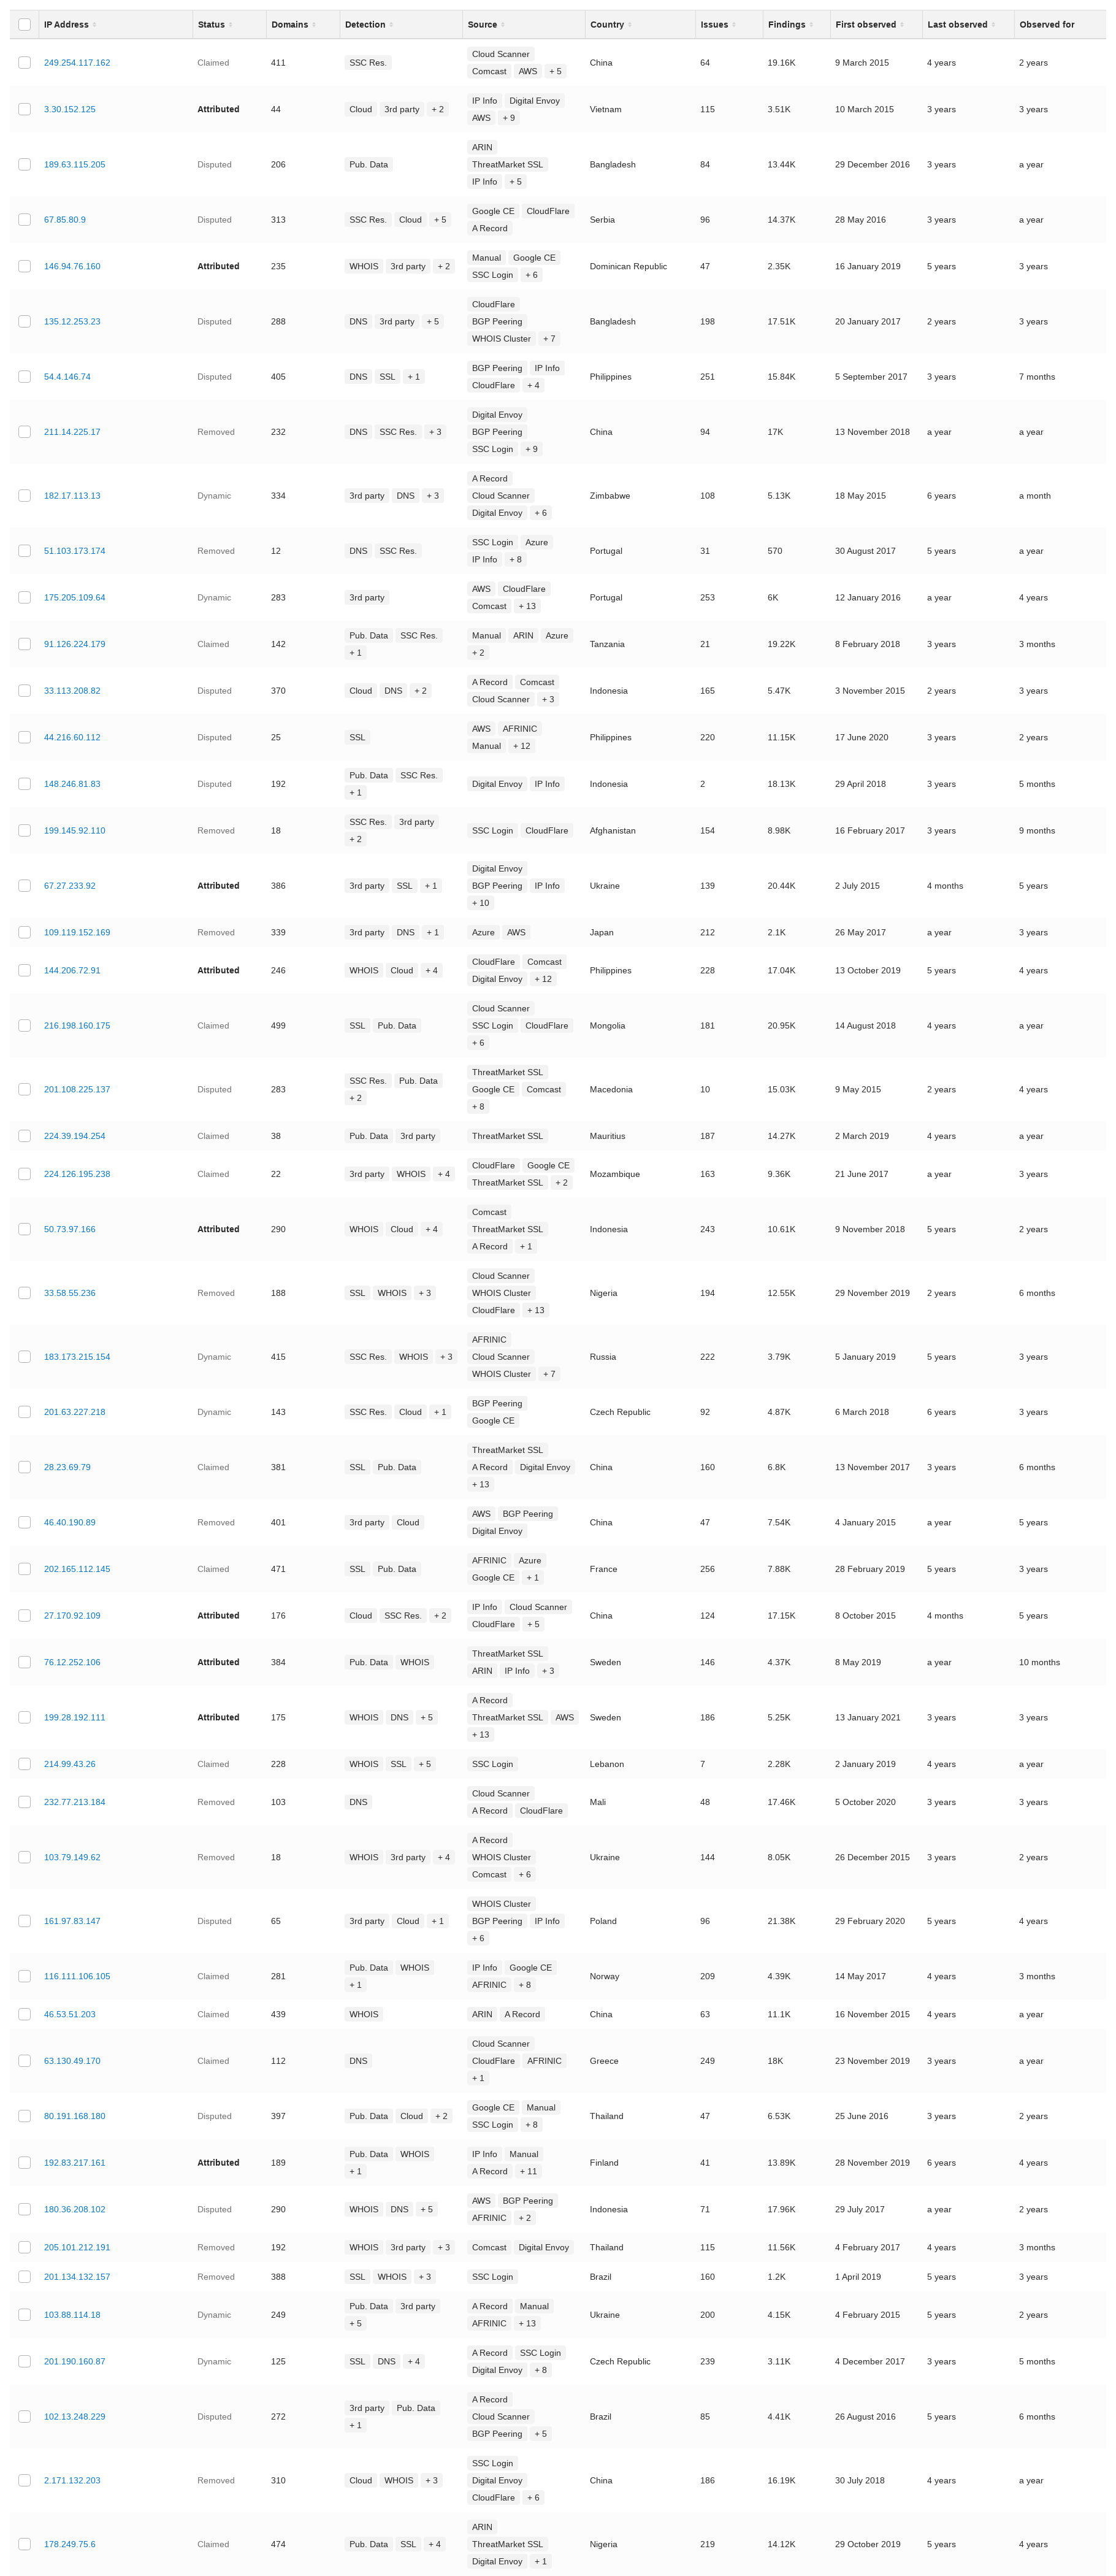 IP Address Status Domains Detection Source Country Issues Findings First observed Last observed Observed for
249.254.117.162 Claimed 411 SSC Res. Cloud Scanner Comcast AWS + 5 China 64 19.16K 9 March 2015 4 years 2 years
3.30.152.125 Attributed 44 Cloud 3rd party + 2 IP Info Digital Envoy AWS + 9 Vietnam 115 3.51K 10 March 2015 3 years 3 years
189.63.115.205 Disputed 206 Pub. Data ARIN ThreatMarket SSL IP Info + 5 Bangladesh 84 13.44K 29 December 2016 3 years a year
67.85.80.9 Disputed 313 SSC Res. Cloud + 5 Google CE CloudFlare A Record Serbia 96 14.37K 28 May 2016 3 years a year
146.94.76.160 Attributed 235 WHOIS 3rd party + 2 Manual Google CE SSC Login + 6 Dominican Republic 47 2.35K 16 January 2019 5 years 3 years
135.12.253.23 Disputed 288 DNS 3rd party + 5 CloudFlare BGP Peering WHOIS Cluster + 7 Bangladesh 198 17.51K 20 January 2017 2 years 3 years
54.4.146.74 Disputed 405 DNS SSL + 1 BGP Peering IP Info CloudFlare + 4 Philippines 251 15.84K 5 September 2017 3 years 7 months
211.14.225.17 Removed 232 DNS SSC Res. + 3 Digital Envoy BGP Peering SSC Login + 9 China 94 17K 13 November 2018 a year a year
182.17.113.13 Dynamic 334 3rd party DNS + 3 A Record Cloud Scanner Digital Envoy + 6 Zimbabwe 108 5.13K 18 May 2015 6 years a month
51.103.173.174 Removed 12 DNS SSC Res. SSC Login Azure IP Info + 8 Portugal 31 570 30 August 2017 5 years a year
175.205.109.64 Dynamic 283 3rd party AWS CloudFlare Comcast + 13 Portugal 253 6K 12 January 2016 a year 4 years
91.126.224.179 Claimed 142 Pub. Data SSC Res. + 1 Manual ARIN Azure + 2 Tanzania 21 19.22K 8 February 2018 3 years 3 months
33.113.208.82 Disputed 370 Cloud DNS + 2 A Record Comcast Cloud Scanner + 3 Indonesia 165 5.47K 3 November 2015 2 years 3 years
44.216.60.112 Disputed 25 SSL AWS AFRINIC Manual + 12 Philippines 220 11.15K 17 June 2020 3 years 2 years
148.246.81.83 Disputed 192 Pub. Data SSC Res. + 1 Digital Envoy IP Info Indonesia 2 18.13K 29 April 2018 3 years 5 months
199.145.92.110 Removed 18 SSC Res. 3rd party + 2 SSC Login CloudFlare Afghanistan 154 8.98K 16 February 2017 3 years 9 months
67.27.233.92 Attributed 386 3rd party SSL + 1 Digital Envoy BGP Peering IP Info + 10 Ukraine 139 20.44K 2 July 2015 4 months 5 years
109.119.152.169 Removed 339 3rd party DNS + 1 Azure AWS Japan 212 2.1K 26 May 2017 a year 3 years
144.206.72.91 Attributed 246 WHOIS Cloud + 4 CloudFlare Comcast Digital Envoy + 12 Philippines 228 17.04K 13 October 2019 5 years 4 years
216.198.160.175 Claimed 499 SSL Pub. Data Cloud Scanner SSC Login CloudFlare + 6 Mongolia 181 20.95K 14 August 2018 4 years a year
201.108.225.137 Disputed 283 SSC Res. Pub. Data + 2 ThreatMarket SSL Google CE Comcast + 8 Macedonia 10 15.03K 9 May 2015 2 years 4 years
224.39.194.254 Claimed 38 Pub. Data 3rd party ThreatMarket SSL Mauritius 187 14.27K 2 March 2019 4 years a year
224.126.195.238 Claimed 22 3rd party WHOIS + 4 CloudFlare Google CE ThreatMarket SSL + 2 Mozambique 163 9.36K 21 June 2017 a year 3 years
50.73.97.166 Attributed 290 WHOIS Cloud + 4 Comcast ThreatMarket SSL A Record + 1 Indonesia 243 10.61K 9 November 2018 5 years 2 years
33.58.55.236 Removed 188 SSL WHOIS + 3 Cloud Scanner WHOIS Cluster CloudFlare + 13 Nigeria 194 12.55K 29 November 2019 2 years 6 months
183.173.215.154 Dynamic 415 SSC Res. WHOIS + 3 AFRINIC Cloud Scanner WHOIS Cluster + 7 Russia 222 3.79K 5 January 2019 5 years 3 years
201.63.227.218 Dynamic 143 SSC Res. Cloud + 1 BGP Peering Google CE Czech Republic 92 4.87K 6 March 2018 6 years 3 years
28.23.69.79 Claimed 381 SSL Pub. Data ThreatMarket SSL A Record Digital Envoy + 13 China 160 6.8K 13 November 2017 3 years 6 months
46.40.190.89 Removed 401 3rd party Cloud AWS BGP Peering Digital Envoy China 47 7.54K 4 January 2015 a year 5 years
202.165.112.145 Claimed 471 SSL Pub. Data AFRINIC Azure Google CE + 1 France 256 7.88K 28 February 2019 5 years 3 years
27.170.92.109 Attributed 176 Cloud SSC Res. + 2 IP Info Cloud Scanner CloudFlare + 5 China 124 17.15K 8 October 2015 4 months 5 years
76.12.252.106 Attributed 384 Pub. Data WHOIS ThreatMarket SSL ARIN IP Info + 3 Sweden 146 4.37K 8 May 2019 a year 10 months
199.28.192.111 Attributed 175 WHOIS DNS + 5 A Record ThreatMarket SSL AWS + 13 Sweden 186 5.25K 13 January 2021 3 years 3 years
214.99.43.26 Claimed 228 WHOIS SSL + 5 SSC Login Lebanon 7 2.28K 2 January 2019 4 years a year
232.77.213.184 Removed 103 DNS Cloud Scanner A Record CloudFlare Mali 48 17.46K 5 October 2020 3 years 3 years
103.79.149.62 Removed 18 WHOIS 3rd party + 4 A Record WHOIS Cluster Comcast + 6 Ukraine 144 8.05K 26 December 2015 3 years 2 years
161.97.83.147 Disputed 65 3rd party Cloud + 1 WHOIS Cluster BGP Peering IP Info + 6 Poland 96 21.38K 29 February 2020 5 years 4 years
116.111.106.105 Claimed 281 Pub. Data WHOIS + 1 IP Info Google CE AFRINIC + 8 Norway 209 4.39K 14 May 2017 4 years 3 months
46.53.51.203 Claimed 439 WHOIS ARIN A Record China 63 11.1K 16 November 2015 4 years a year
63.130.49.170 Claimed 112 DNS Cloud Scanner CloudFlare AFRINIC + 1 Greece 249 18K 23 November 2019 3 years a year
80.191.168.180 Disputed 397 Pub. Data Cloud + 2 Google CE Manual SSC Login + 8 Thailand 47 6.53K 25 June 2016 3 years 2 years
192.83.217.161 Attributed 189 Pub. Data WHOIS + 1 IP Info Manual A Record + 11 Finland 41 13.89K 28 November 2019 6 years 4 years
180.36.208.102 Disputed 290 WHOIS DNS + 5 AWS BGP Peering AFRINIC + 2 Indonesia 71 17.96K 29 July 2017 a year 2 years
205.101.212.191 Removed 192 WHOIS 3rd party + 3 Comcast Digital Envoy Thailand 115 11.56K 4 February 2017 4 years 3 months
201.134.132.157 Removed 388 SSL WHOIS + 3 SSC Login Brazil 160 1.2K 1 April 2019 5 years 3 years
103.88.114.18 Dynamic 249 Pub. Data 3rd party + 5 A Record Manual AFRINIC + 13 Ukraine 200 4.15K 4 February 2015 5 years 2 years
201.190.160.87 Dynamic 125 SSL DNS + 4 A Record SSC Login Digital Envoy + 8 Czech Republic 239 3.11K 4 December 2017 3 years 5 months
102.13.248.229 Disputed 272 3rd party Pub. Data + 1 A Record Cloud Scanner BGP Peering + 5 Brazil 85 4.41K 26 August 2016 5 years 6 months
2.171.132.203 Removed 310 Cloud WHOIS + 3 SSC Login Digital Envoy CloudFlare + 6 China 186 16.19K 30 July 2018 4 years a year
178.249.75.6 Claimed 474 Pub. Data SSL + 4 ARIN ThreatMarket SSL Digital Envoy + 1 Nigeria 219 14.12K 29 October 2019 5 years 4 years